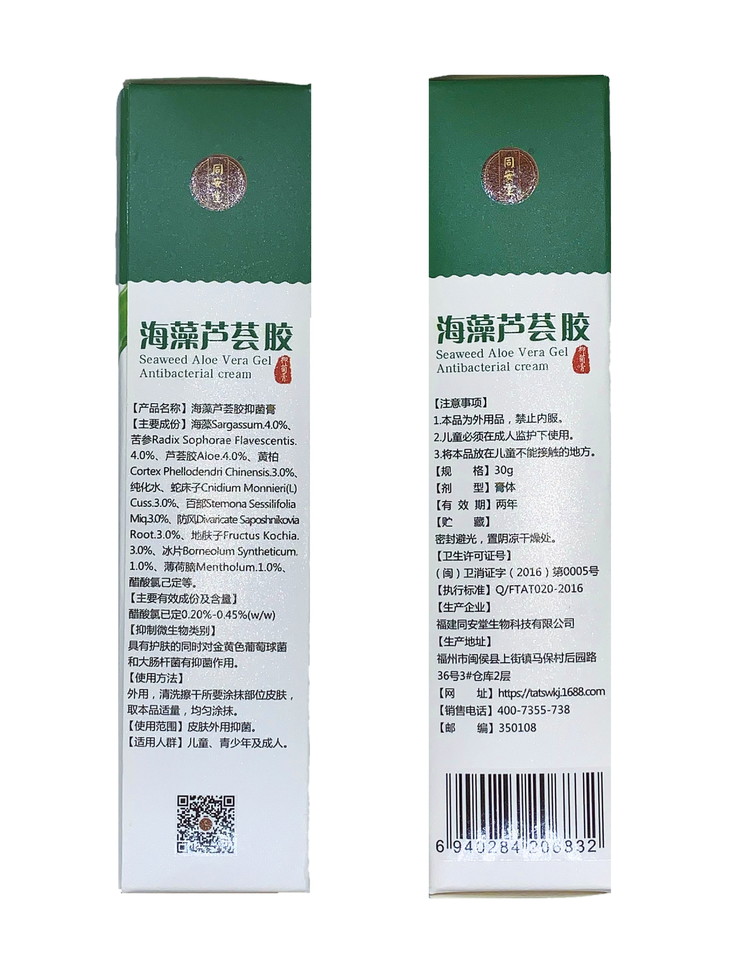 同安堂
海藻芦荟胶
Seaweed Aloe Vera Gel
Antibacterial cream
抑菌膏
【产品名称】海藻芦荟胶抑菌膏
【主要成份】海藻Sargassum.4.0%、
苦参Radix Sophorae Flavescentis.
4.0%、芦荟胶Aloe.4.0%、黄柏
Cortex Phellodendri Chinensis.3.0%、
纯化水、蛇床子Cnidium Monnieri(L)
Cuss.3.0%、百部Stemona Sessilifolia
Miq.3.0%、防风Divaricate Saposhnikovia
Root.3.0%、地肤子Fructus Kochia.
3.0%、冰片Borneolum Syntheticum.
1.0%、薄荷脑Mentholum.1.0%、
醋酸氯己定等。
【主要有效成份及含量】
醋酸氯已定0.20%-0.45%(w/w)
【抑制微生物类别】
具有护肤的同时对金黄色葡萄球菌
和大肠杆菌有抑菌作用。
【使用方法】
外用，清洗擦干所要涂抹部位皮肤，
取本品适量，均匀涂抹。
【使用范围】皮肤外用抑菌。
【适用人群】儿童、青少年及成人。
同安堂
海藻芦荟胶
Seaweed Aloe Vera Gel
Antibacterial cream
抑菌膏
【注意事项】
1.本品为外用品，禁止内服。
2.儿童必须在成人监护下使用。
3.将本品放在儿童不能接触的地方。
【规 格】30g
【剂 型】膏体
【有 效 期】两年
【贮 藏】
密封避光，置阴凉干燥处。
【卫生许可证号】
（闽）卫消证字（2016）第0005号
【执行标准】Q/FTAT020-2016
【生产企业】
福建同安堂生物科技有限公司
【生产地址】
福州市闽侯县上街镇马保村后园路
36号3#仓库2层
【网 址】https://tatswkj.1688.com
【销售电话】400-7355-738
【邮 编】350108
6 940284 206832